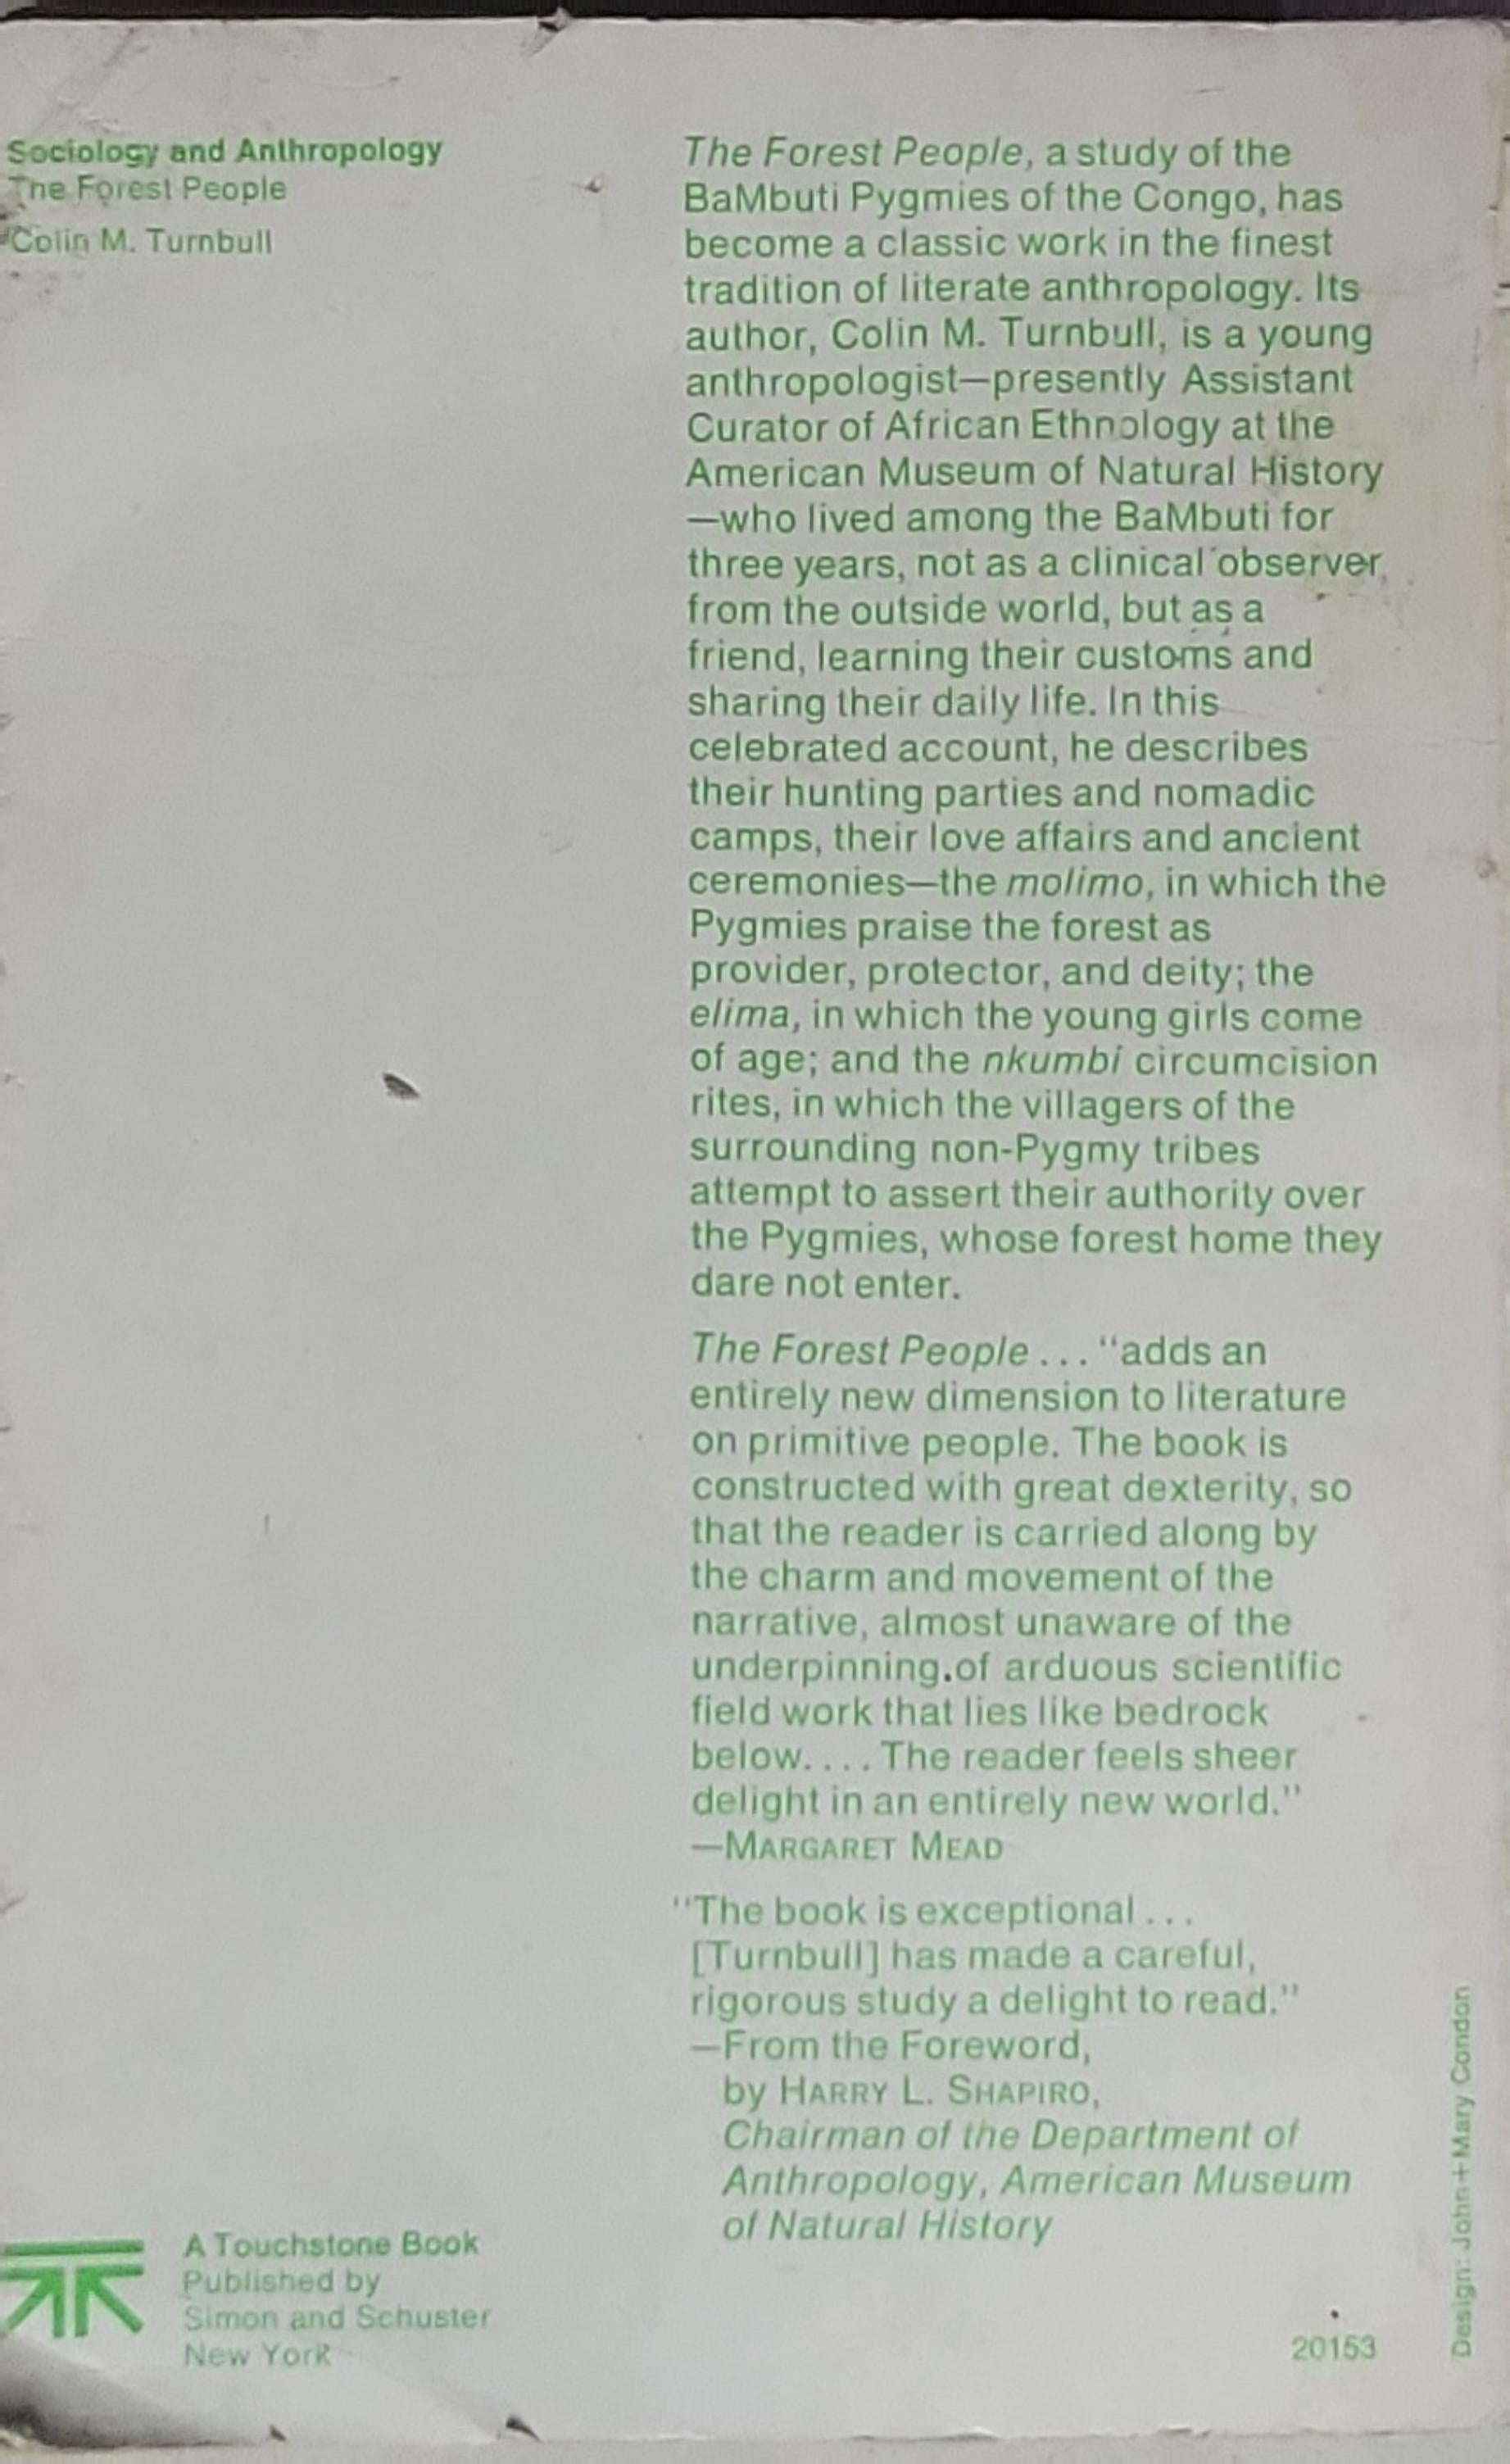 Sociology and Anthropology
The Forest People
Colin M. Turnbull
The Forest People, a study of the
BaMbuti Pygmies of the Congo, has
become a classic work in the finest
tradition of literate anthropology. Its
author, Colin M. Turnbull, is a young
anthropologist—presently Assistant
Curator of African Ethnology at the
American Museum of Natural History
—who lived among the BaMbuti for
three years, not as a clinical observer
from the outside world, but as a
friend, learning their customs and
sharing their daily life. In this
celebrated account, he describes
their hunting parties and nomadic
camps, their love affairs and ancient
ceremonies—the molimo, in which the
Pygmies praise the forest as
provider, protector, and deity; the
elima, in which the young girls come
of age; and the nkumbi circumcision
rites, in which the villagers of the
surrounding non-Pygmy tribes
attempt to assert their authority over
the Pygmies, whose forest home they
dare not enter.
The Forest People . . . "adds an
entirely new dimension to literature
on primitive people. The book is
constructed with great dexterity, so
that the reader is carried along by
the charm and movement of the
narrative, almost unaware of the
underpinning of arduous scientific
field work that lies like bedrock
below. . . . The reader feels sheer
delight in an entirely new world."
—MARGARET MEAD
"The book is exceptional . . .
[Turnbull] has made a careful,
rigorous study a delight to read."
—From the Foreword,
by HARRY L. SHAPIRO,
Chairman of the Department of
Anthropology, American Museum
of Natural History
A Touchstone Book
Published by
Simon and Schuster
New York
20153
Design: John+Mary Condon